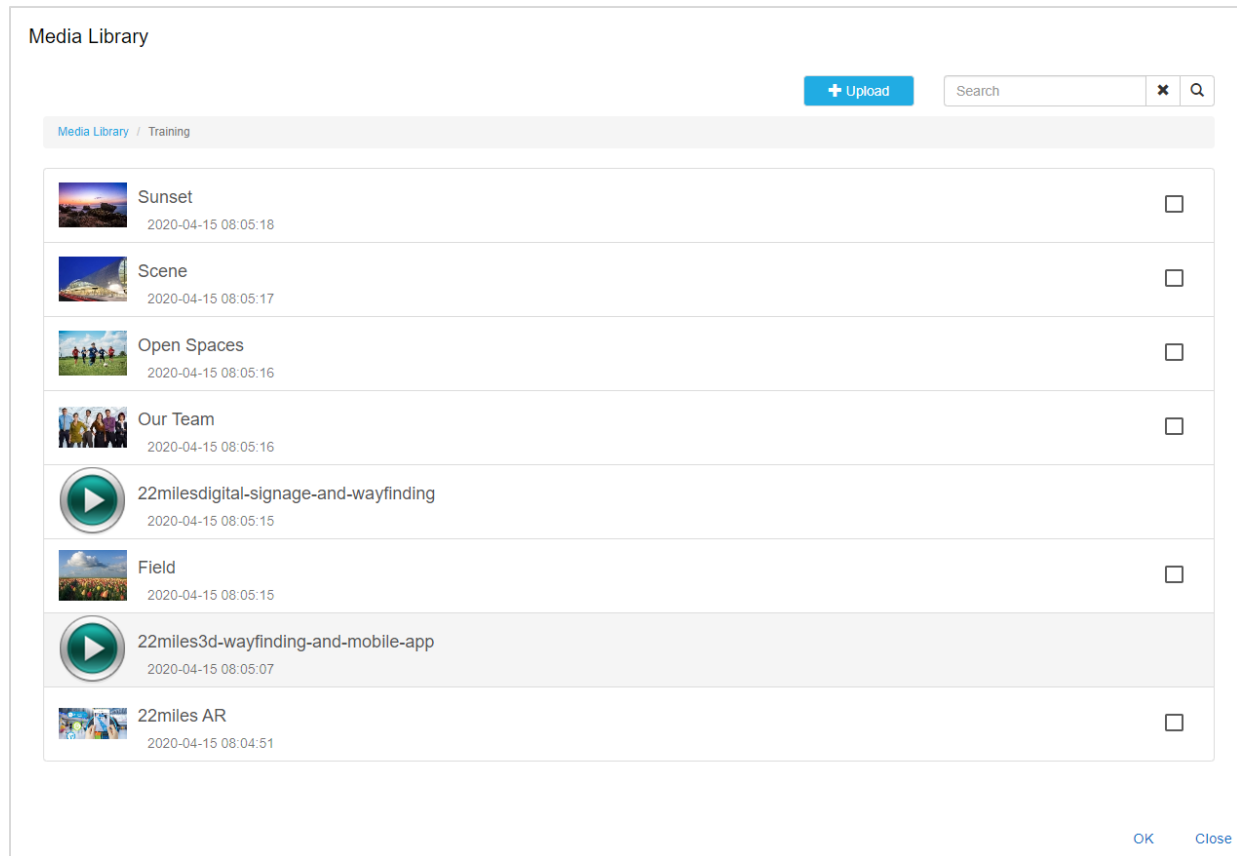 Media Library
Upload
Search
Media Library / Training
Sunset
2020-04-15 08:05:18
Scene
2020-04-15 08:05:17
Open Spaces
2020-04-15 08:05:16
Our Team
2020-04-15 08:05:16
22milesdigital-signage-and-wayfinding
2020-04-15 08:05:15
Field
2020-04-15 08:05:15
22miles3d-wayfinding-and-mobile-app
2020-04-15 08:05:07
22miles AR
2020-04-15 08:04:51
OK Close